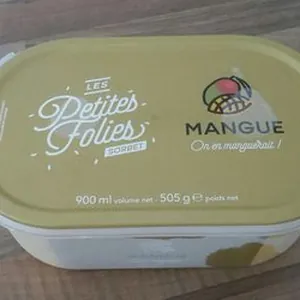 LES
Petites
Folies
SORBET
MANGUE
On en manguerait !
900 ml volume net - 505 g e poids net